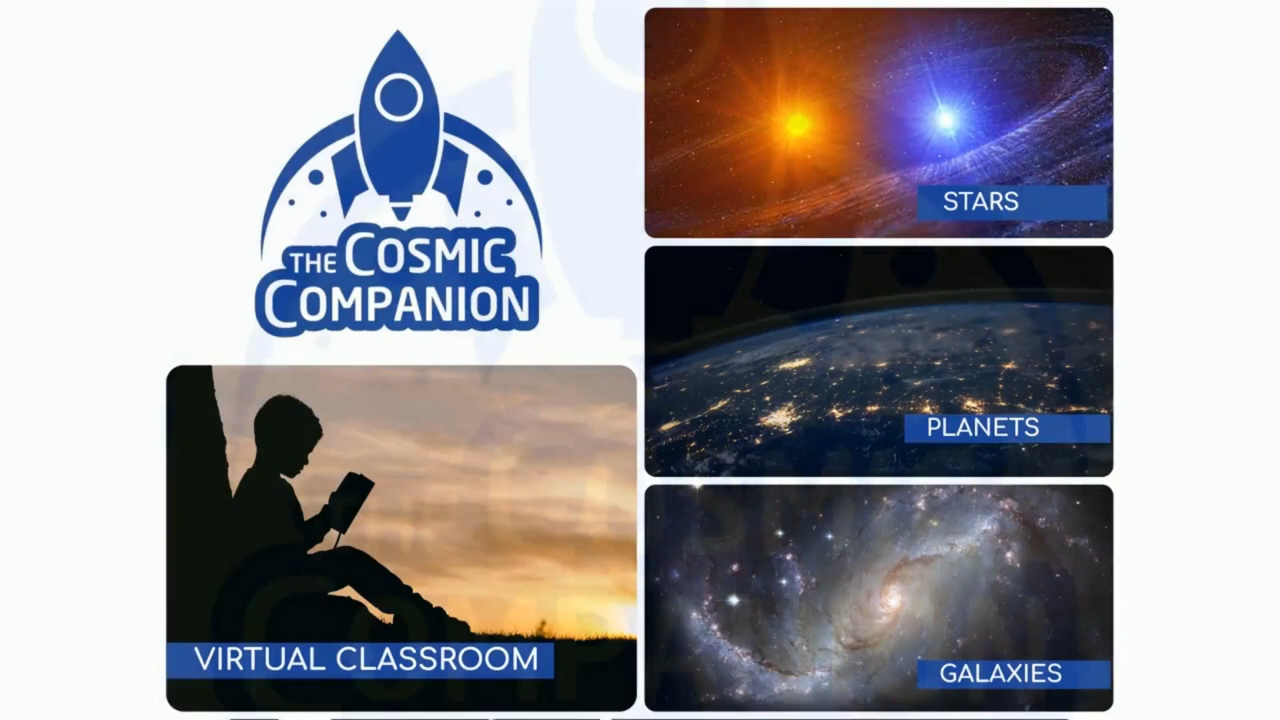 THE COSMIC
COMPANION
STARS
PLANETS
VIRTUAL CLASSROOM
GALAXIES